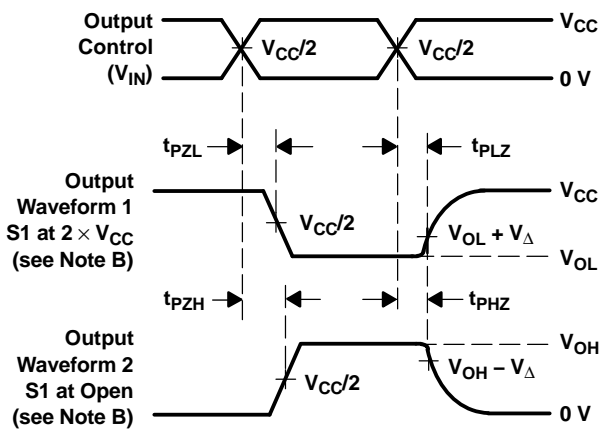 Output
Control
(VIN)
VCC/2
VCC/2
VCC
0 V
tPZL
tPLZ
Output
Waveform 1
S1 at 2 × VCC
(see Note B)
VCC/2
VCC
VOL + VΔ
VOL
tPZH
tPHZ
Output
Waveform 2
S1 at Open
(see Note B)
VCC/2
VOH
VOH − VΔ
0 V